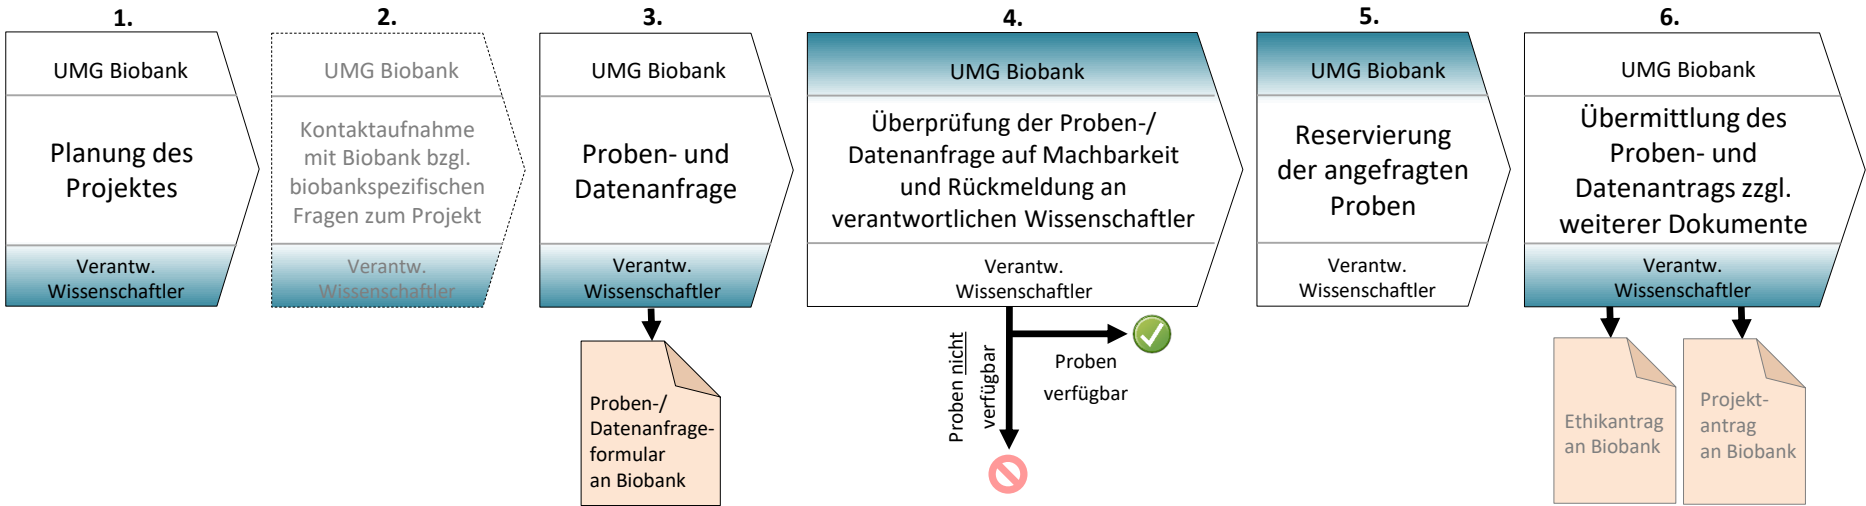 1.
UMG Biobank
Planung des
Projektes
Verantw.
Wissenschaftler
2.
UMG Biobank
Kontaktaufnahme
mit Biobank bzgl.
biobankspezifischen
Fragen zum Projekt
Verantw.
Wissenschaftler
3.
UMG Biobank
Proben- und
Datenanfrage
Verantw.
Wissenschaftler
Proben-/
Datenanfrage-
formular
an Biobank
4.
UMG Biobank
Überprüfung der Proben-/
Datenanfrage auf Machbarkeit
und Rückmeldung an
verantwortlichen Wissenschaftler
Verantw.
Wissenschaftler
Proben nicht
verfügbar
Proben
verfügbar
5.
UMG Biobank
Reservierung
der angefragten
Proben
Verantw.
Wissenschaftler
6.
UMG Biobank
Übermittlung des
Proben- und
Datenantrags zzgl.
weiterer Dokumente
Verantw.
Wissenschaftler
Ethikantrag
an Biobank
Projekt-
antrag
an Biobank